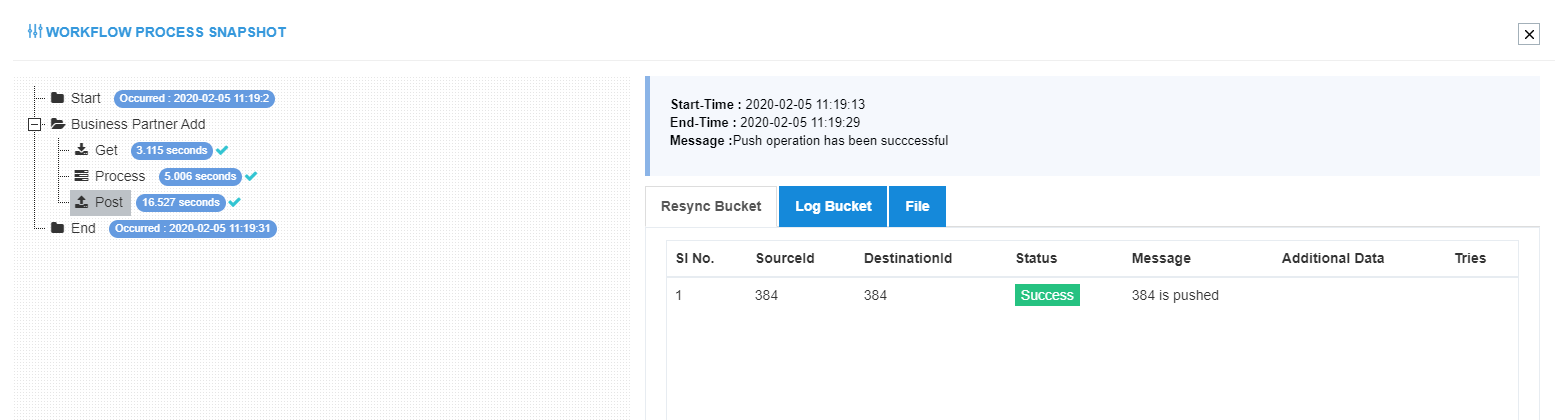 WORKFLOW PROCESS SNAPSHOT
Start Occurred : 2020-02-05 11:19:2
Business Partner Add
Get 3.115 seconds
Process 5.006 seconds
Post 16.527 seconds
End Occurred : 2020-02-05 11:19:31
Start-Time : 2020-02-05 11:19:13
End-Time : 2020-02-05 11:19:29
Message :Push operation has been succcessful
Resync Bucket Log Bucket File
SI No. SourceId DestinationId Status Message Additional Data Tries
1 384 384 Success 384 is pushed